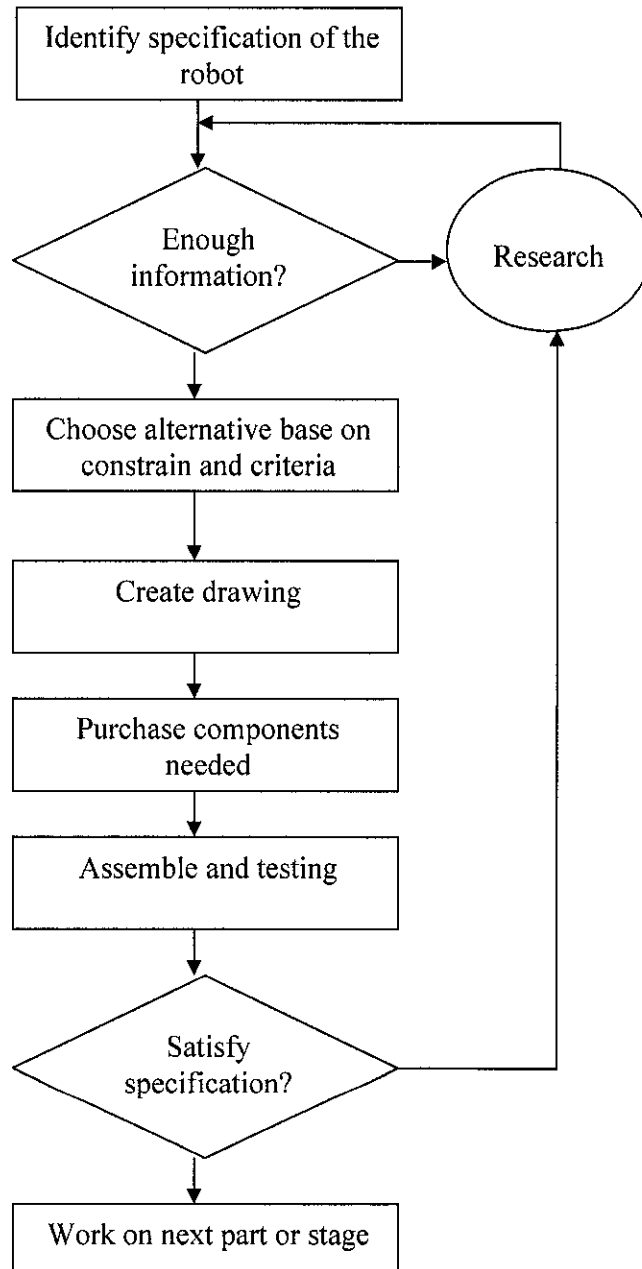 Identify specification of the
robot
Enough
information?
Research
Choose alternative base on
constrain and criteria
Create drawing
Purchase components
needed
Assemble and testing
Satisfy
specification?
Work on next part or stage